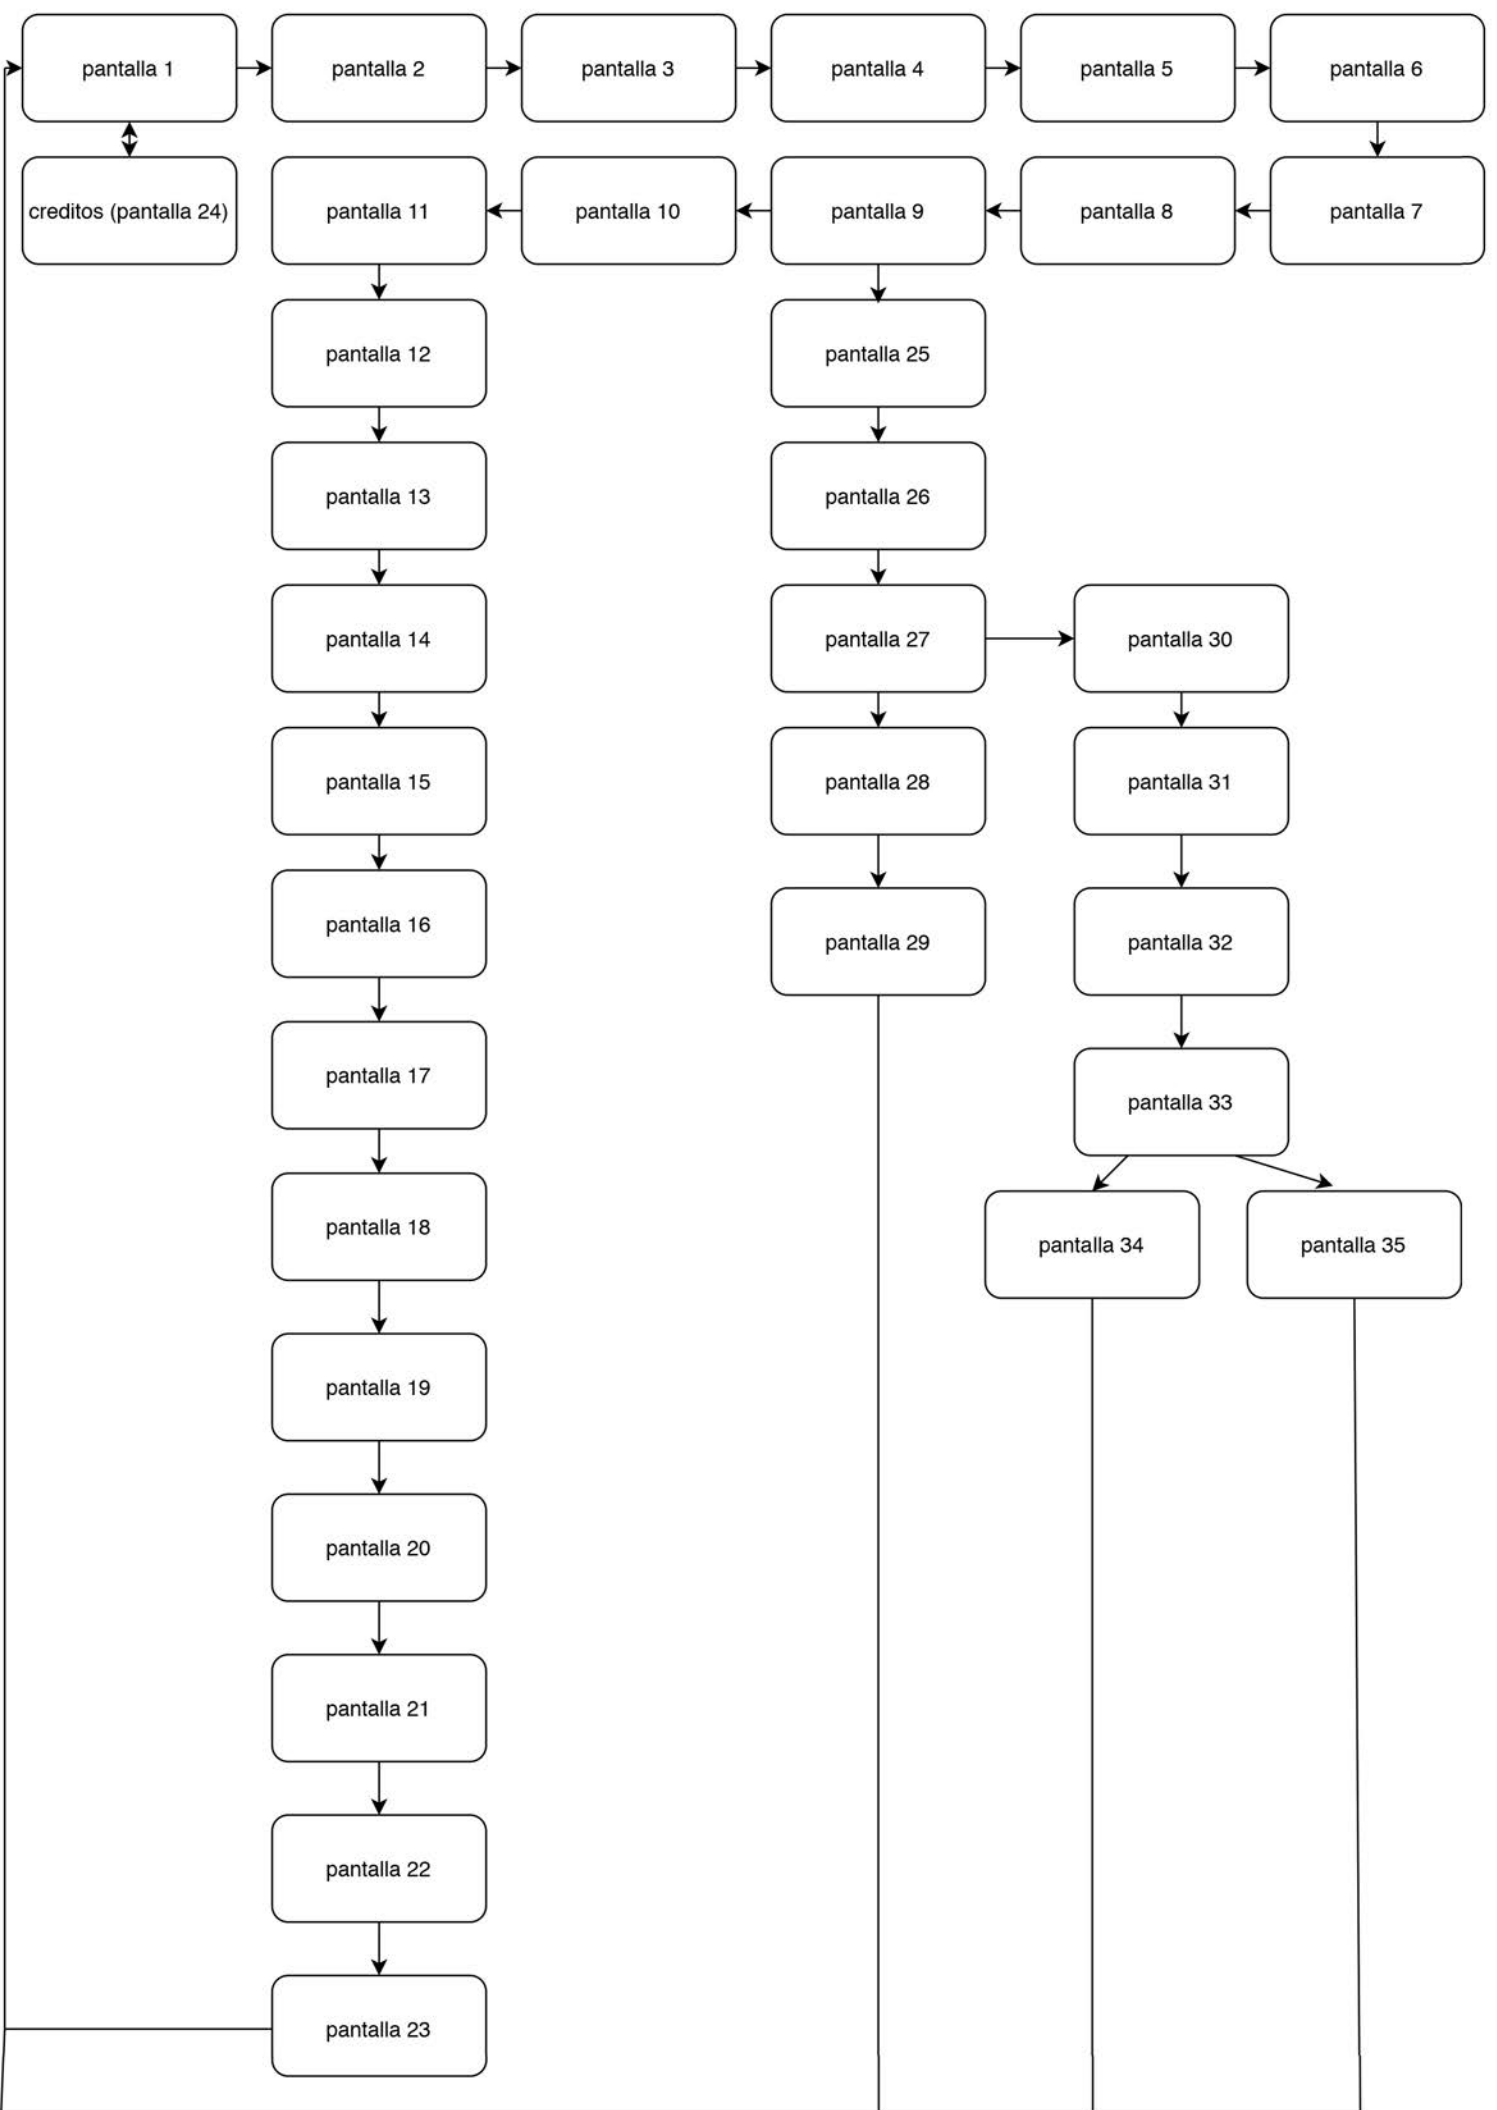 pantalla 1
pantalla 2
pantalla 3
pantalla 4
pantalla 5
pantalla 6
creditos (pantalla 24)
pantalla 11
pantalla 10
pantalla 9
pantalla 8
pantalla 7
pantalla 12
pantalla 25
pantalla 13
pantalla 26
pantalla 14
pantalla 27
pantalla 30
pantalla 15
pantalla 28
pantalla 31
pantalla 16
pantalla 29
pantalla 32
pantalla 17
pantalla 33
pantalla 18
pantalla 34
pantalla 35
pantalla 19
pantalla 20
pantalla 21
pantalla 22
pantalla 23